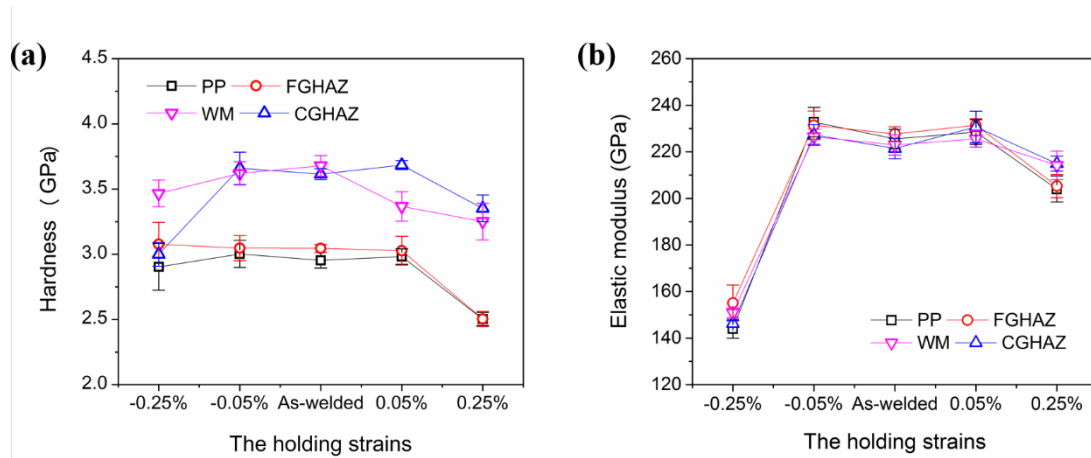 (a)
4.5
4.0
3.5
3.0
2.5
2.0
Hardness ( GPa)
PP FGHAZ
WM CGHAZ
-0.25% -0.05% As-welded 0.05% 0.25%
The holding strains
(b)
260
240
220
200
180
160
140
120
Elastic modulus (GPa)
PP FGHAZ
WM CGHAZ
-0.25% -0.05% As-welded 0.05% 0.25%
The holding strains